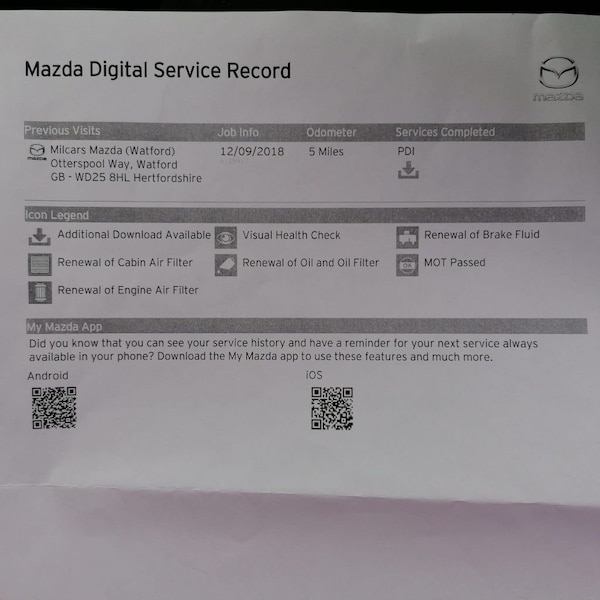 Mazda Digital Service Record
mazda
Previous Visits Job Info Odometer Services Completed
Milcars Mazda (Watford) 12/09/2018 5 Miles PDI
mazda
Otterspool Way, Watford
GB - WD25 8HL Hertfordshire
Icon Legend
Additional Download Available Visual Health Check Renewal of Brake Fluid
Renewal of Cabin Air Filter Renewal of Oil and Oil Filter OK MOT Passed
Renewal of Engine Air Filter
My Mazda App
Did you know that you can see your service history and have a reminder for your next service always
available in your phone? Download the My Mazda app to use these features and much more.
Android iOS